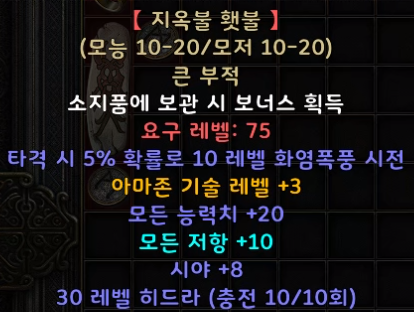 【 지옥불 횃불 】
(모능 10-20/모저 10-20)
큰 부적
소지품에 보관 시 보너스 획득
요구 레벨: 75
타격 시 5% 확률로 10 레벨 화염폭풍 시전
아마존 기술 레벨 +3
모든 능력치 +20
모든 저항 +10
시야 +8
30 레벨 히드라 (충전 10/10회)